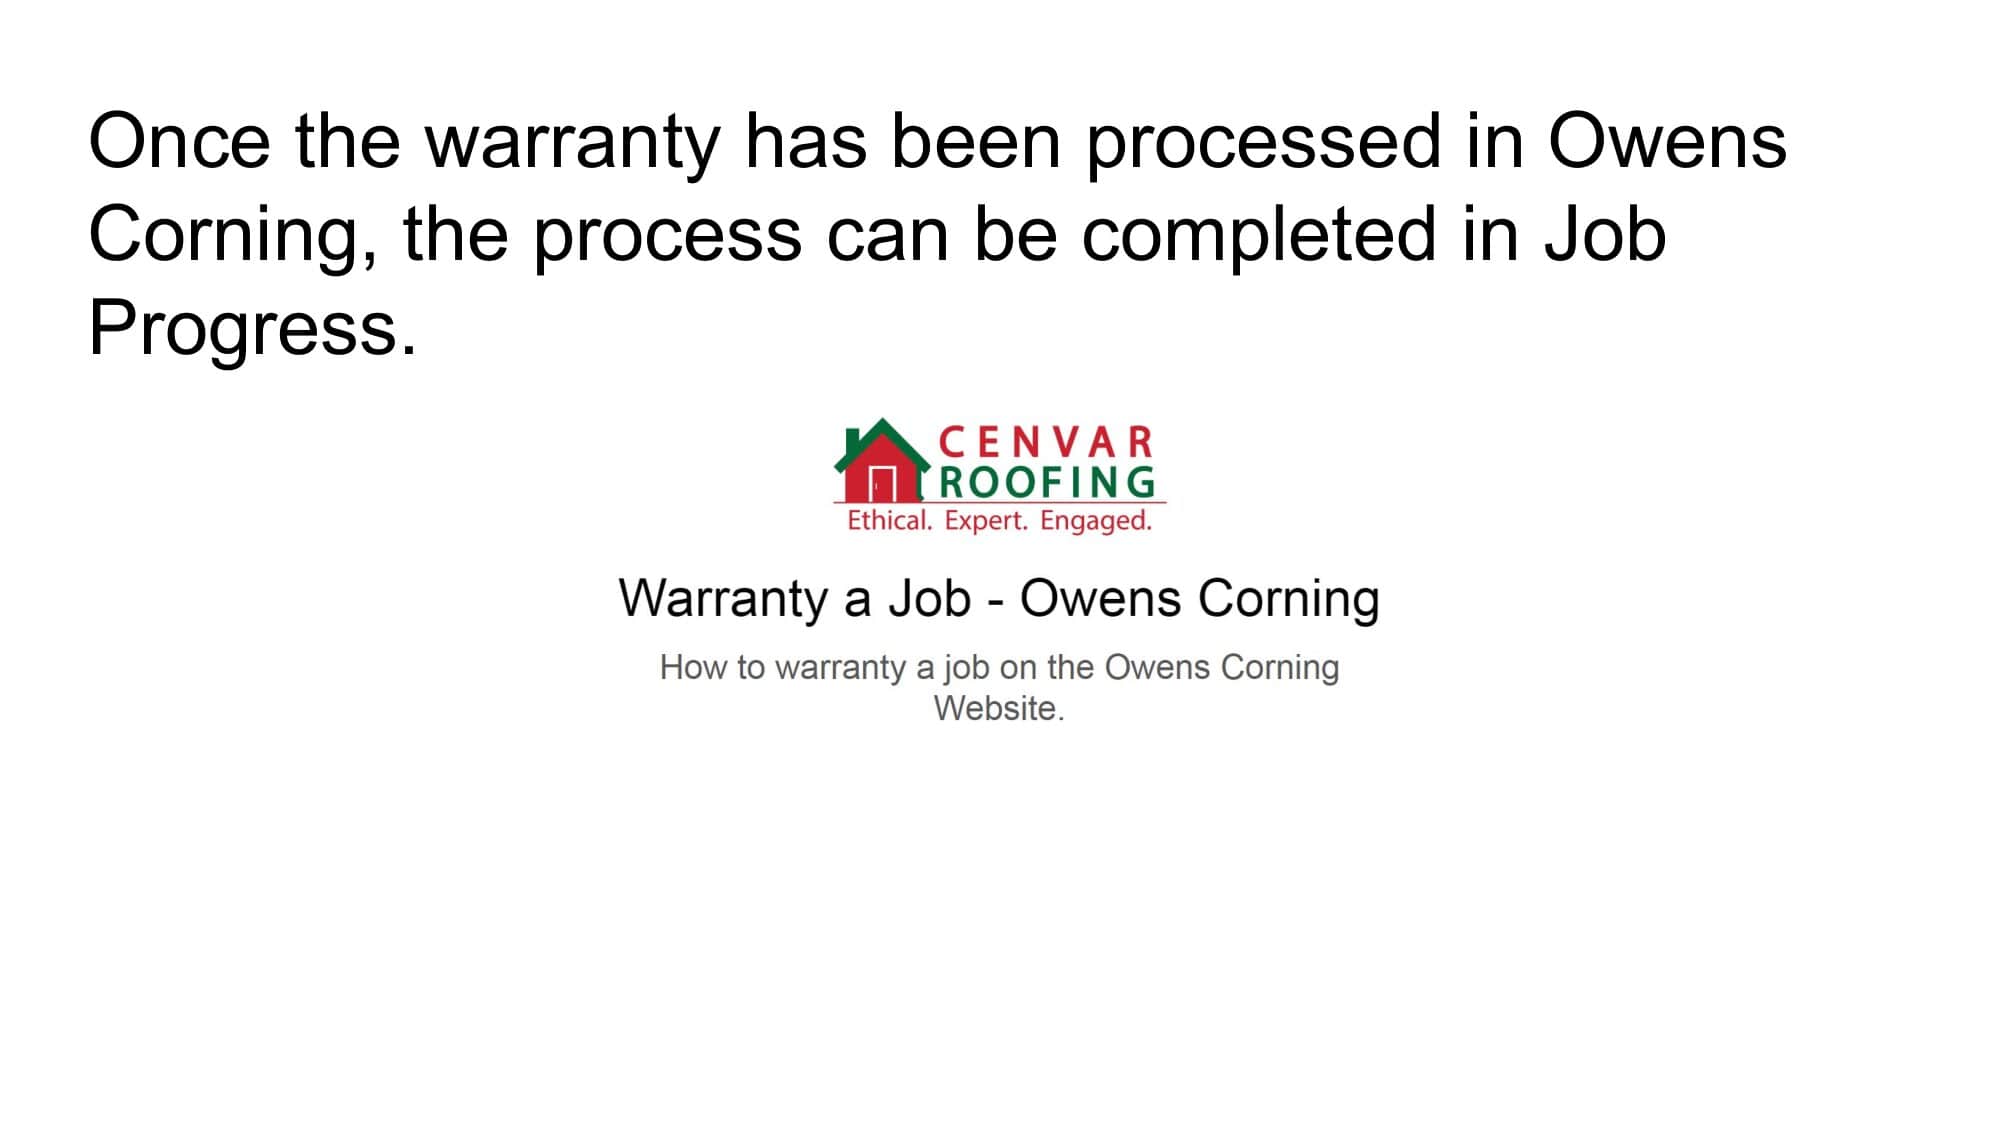 Once the warranty has been processed in Owens
Corning, the process can be completed in Job
Progress.
CENVAR
ROOFING
Ethical. Expert. Engaged.
Warranty a Job - Owens Corning
How to warranty a job on the Owens Corning
Website.